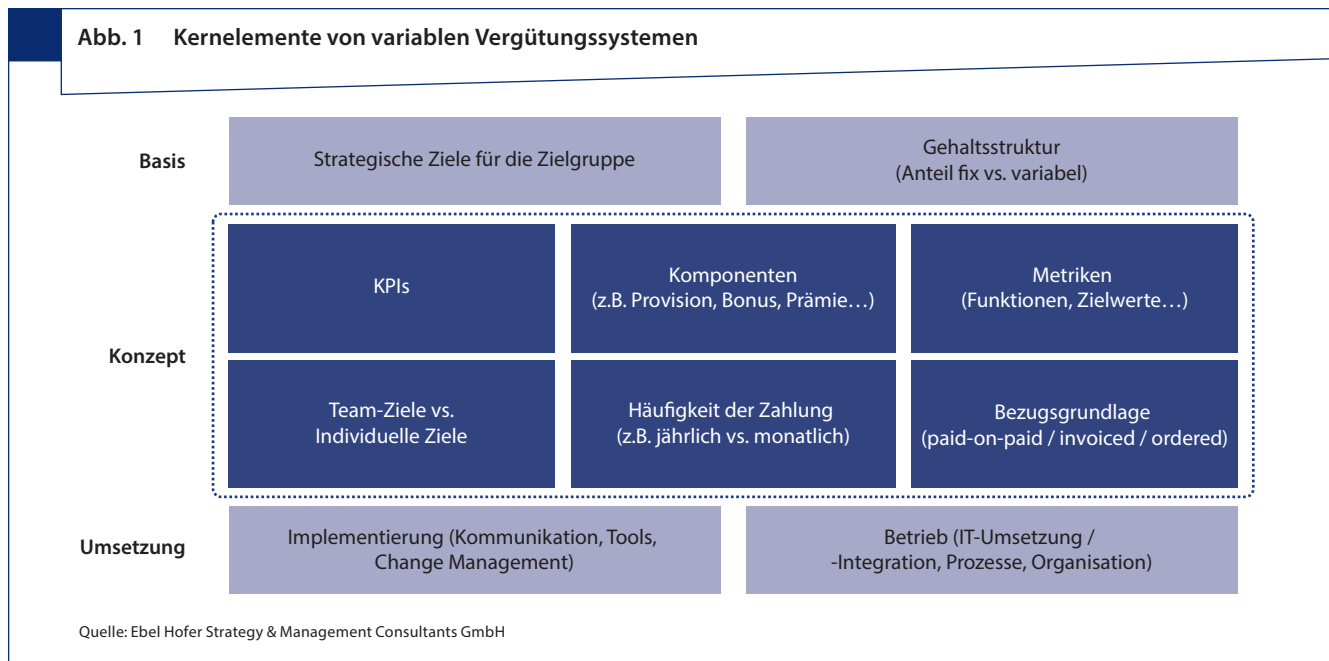 Abb. 1 Kernelemente von variablen Vergütungssystemen
Basis
Strategische Ziele für die Zielgruppe
Gehaltsstruktur
(Anteil fix vs. variabel)
Konzept
KPIs
Komponenten
(z.B. Provision, Bonus, Prämie…)
Metriken
(Funktionen, Zielwerte…)
Team-Ziele vs.
Individuelle Ziele
Häufigkeit der Zahlung
(z.B. jährlich vs. monatlich)
Bezugsgrundlage
(paid-on-paid / invoiced / ordered)
Umsetzung
Implementierung (Kommunikation, Tools,
Change Management)
Betrieb (IT-Umsetzung /
-Integration, Prozesse, Organisation)
Quelle: Ebel Hofer Strategy & Management Consultants GmbH